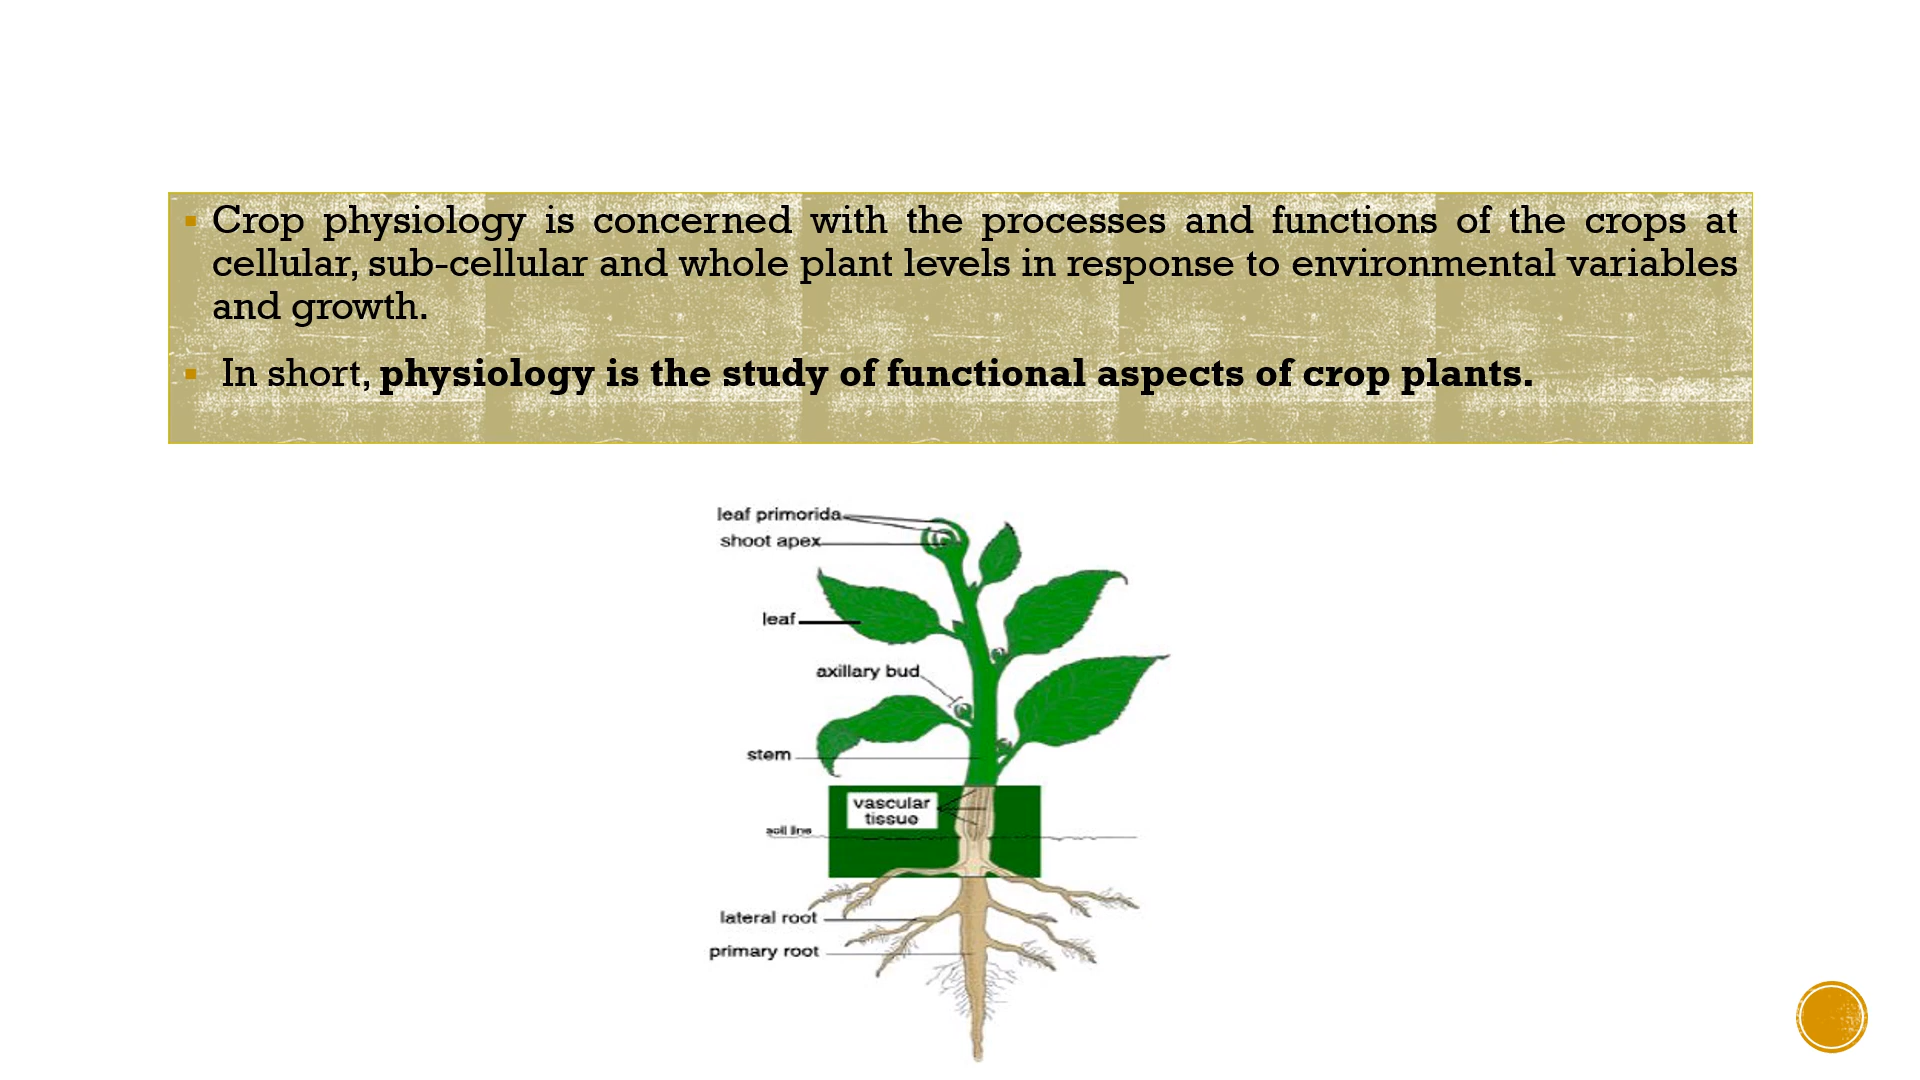 Crop physiology is concerned with the processes and functions of the crops at
cellular, sub-cellular and whole plant levels in response to environmental variables
and growth.
In short, physiology is the study of functional aspects of crop plants.
leaf primorida
shoot apex
leaf
axillary bud
stem
vascular
tissue
soil line
lateral root
primary root